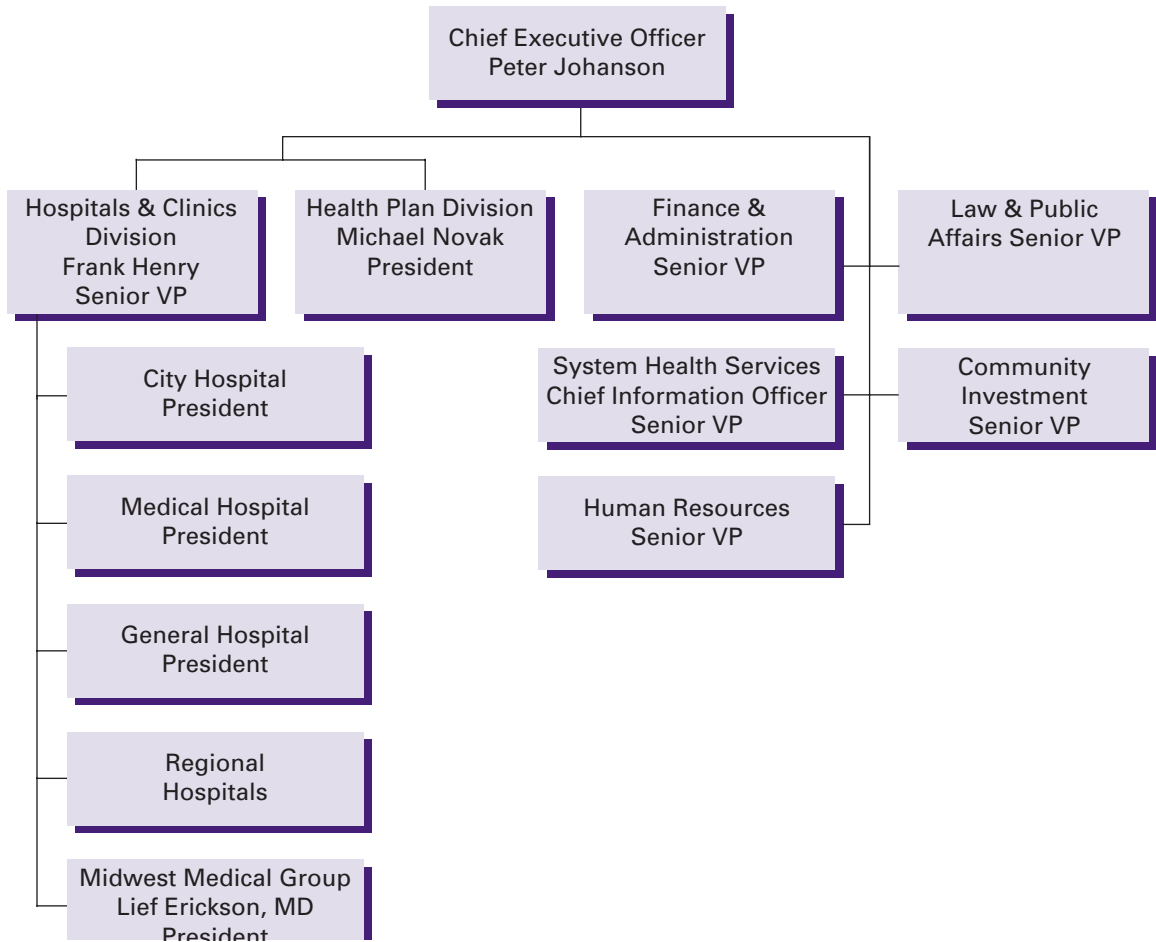 Chief Executive Officer
Peter Johanson
Hospitals & Clinics
Division
Frank Henry
Senior VP
Health Plan Division
Michael Novak
President
Finance &
Administration
Senior VP
Law & Public
Affairs Senior VP
City Hospital
President
System Health Services
Chief Information Officer
Senior VP
Community
Investment
Senior VP
Medical Hospital
President
Human Resources
Senior VP
General Hospital
President
Regional
Hospitals
Midwest Medical Group
Lief Erickson, MD
President